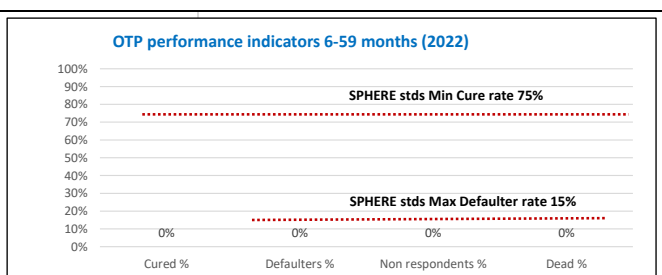 OTP performance indicators 6-59 months (2022)
100%
90%
SPHERE stds Min Cure rate 75%
80%
70%
60%
50%
40%
30%
SPHERE stds Max Defaulter rate 15%
20%
10%
0% 0% 0% 0%
0%
Cured % Defaulters % Non respondents % Dead %